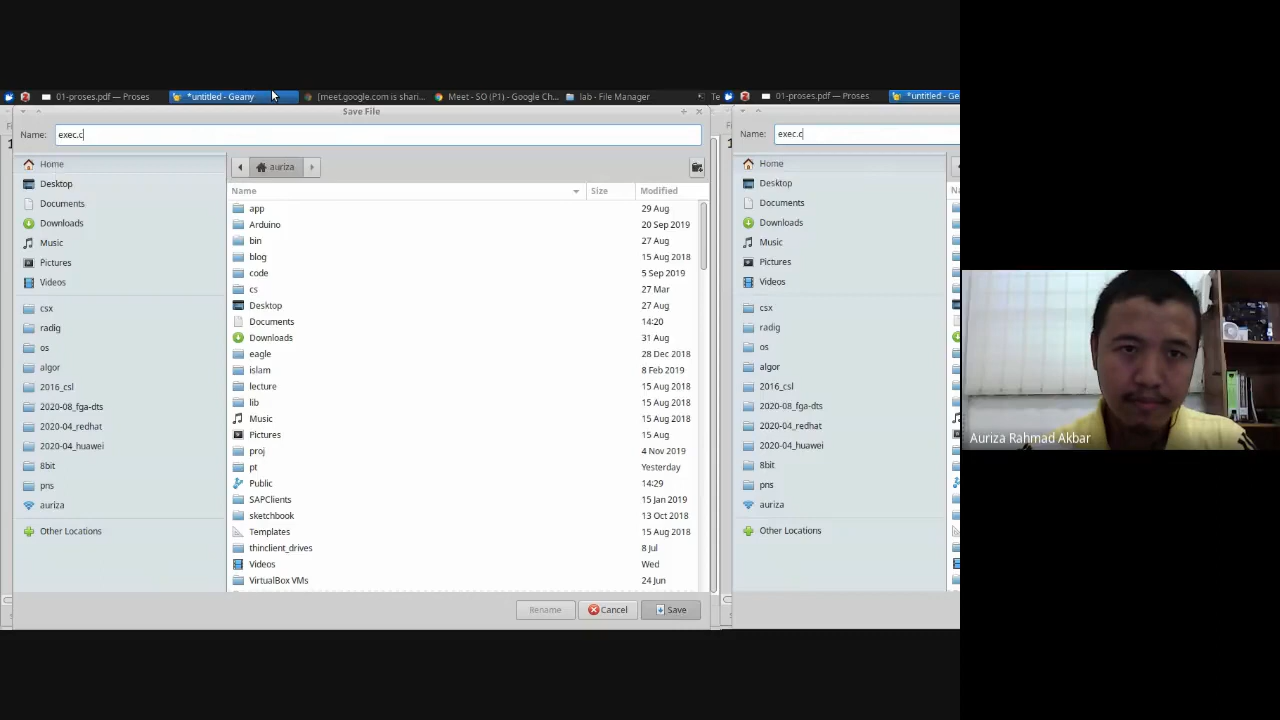 01-proses.pdf — Proses
*untitled - Geany
[meet.google.com is shari...
Meet - SO (P1) - Google Ch...
lab - File Manager
Te
01-proses.pdf — Proses
*untitled - Gea
Save File
Name:
exec.c
Name:
exec.c
Home
Desktop
Documents
Downloads
Music
Pictures
Videos
csx
radig
os
algor
2016_csl
2020-08_fga-dts
2020-04_redhat
2020-04_huawei
8bit
pns
auriza
Other Locations
auriza
Name Size Modified
app 29 Aug
Arduino 20 Sep 2019
bin 27 Aug
blog 15 Aug 2018
code 5 Sep 2019
cs 27 Mar
Desktop 27 Aug
Documents 14:20
Downloads 31 Aug
eagle 28 Dec 2018
islam 8 Feb 2019
lecture 15 Aug 2018
lib 15 Aug 2018
Music 15 Aug 2018
Pictures 15 Aug
proj 4 Nov 2019
pt Yesterday
Public 14:29
SAPClients 15 Jan 2019
sketchbook 13 Oct 2018
Templates 15 Aug 2018
thinclient_drives 8 Jul
Videos Wed
VirtualBox VMs 24 Jun
Rename
Cancel
Save
Home
Desktop
Documents
Downloads
Music
Pictures
Videos
csx
radig
os
algor
2016_csl
2020-08_fga-dts
2020-04_redhat
2020-04_huawei
8bit
pns
auriza
Other Locations
Auriza Rahmad Akbar